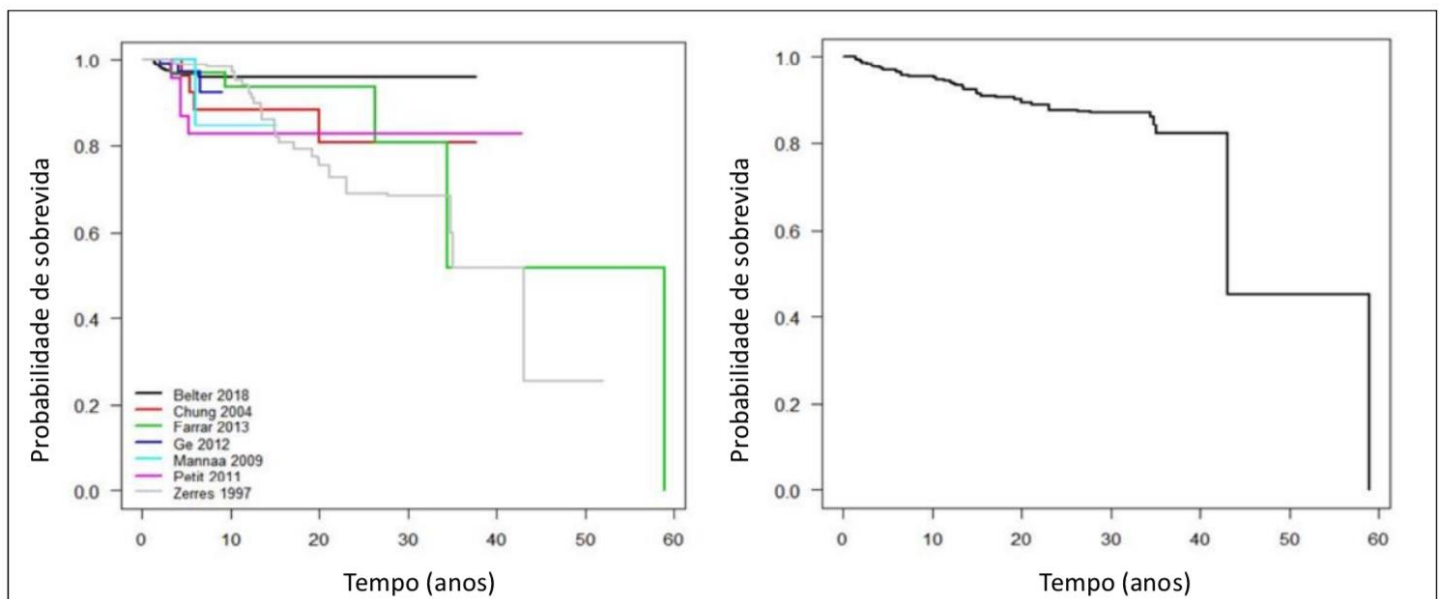 Probabilidade de sobrevida
1.0
0.8
0.6
0.4
0.2
0.0
Belter 2018
Chung 2004
Farrar 2013
Ge 2012
Mannaa 2009
Petit 2011
Zerres 1997
0 10 20 30 40 50 60
Tempo (anos)
Probabilidade de sobrevida
1.0
0.8
0.6
0.4
0.2
0.0
0 10 20 30 40 50 60
Tempo (anos)